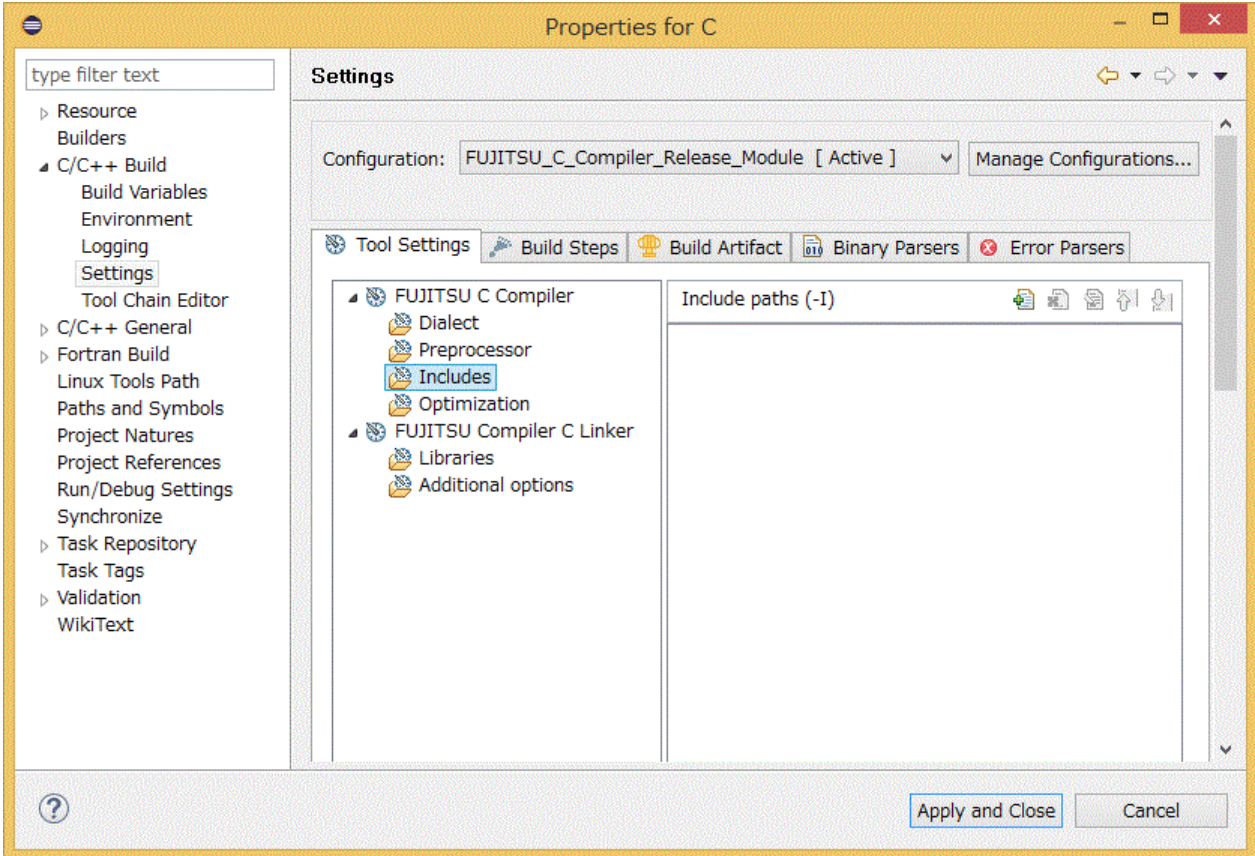 Properties for C
type filter text
Resource
Builders
C/C++ Build
Build Variables
Environment
Logging
Settings
Tool Chain Editor
C/C++ General
Fortran Build
Linux Tools Path
Paths and Symbols
Project Natures
Project References
Run/Debug Settings
Synchronize
Task Repository
Task Tags
Validation
WikiText
Settings
Configuration: FUJITSU_C_Compiler_Release_Module [ Active ] Manage Configurations...
Tool Settings Build Steps Build Artifact 010 Binary Parsers Error Parsers
FUJITSU C Compiler
Dialect
Preprocessor
Includes
Optimization
FUJITSU Compiler C Linker
Libraries
Additional options
Include paths (-I)
? Apply and Close Cancel